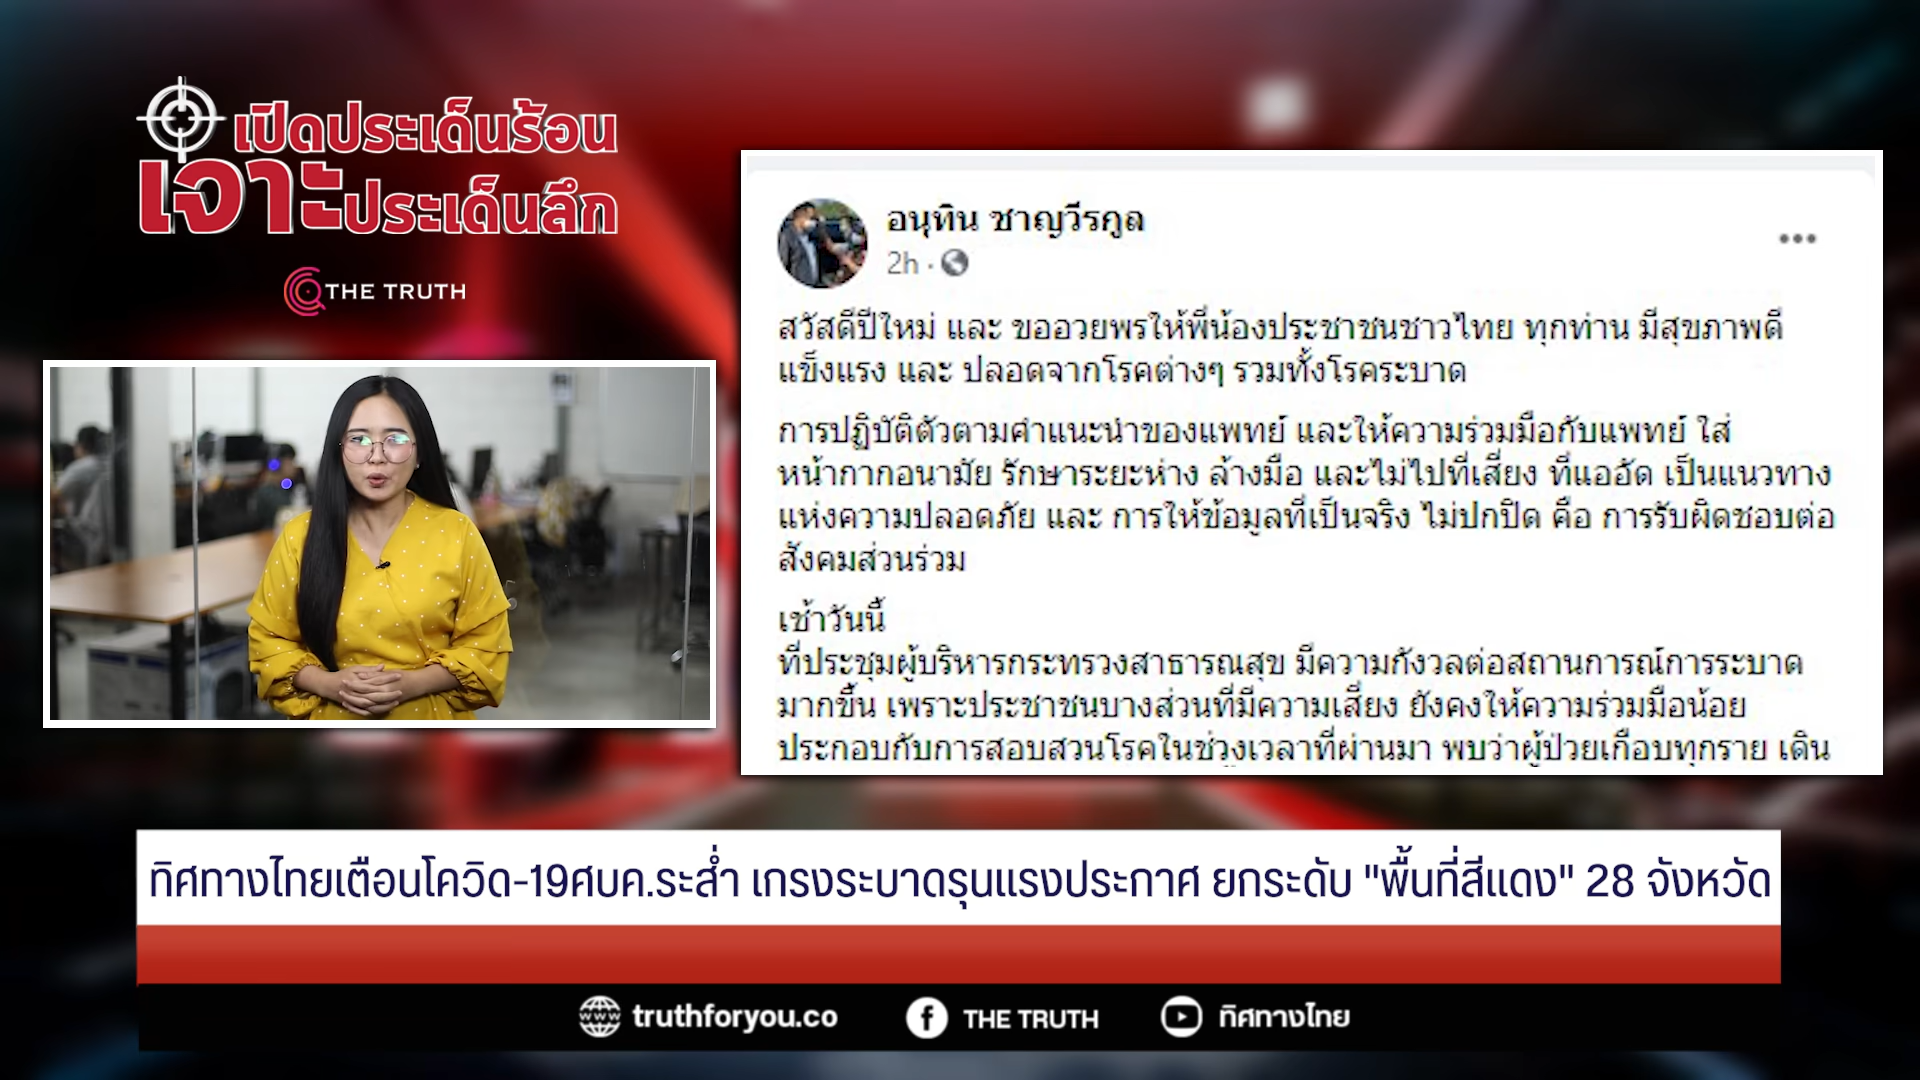 เปิดประเด็นร้อน
เจาะประเด็นลึก
THE TRUTH
อนุทิน ชาญวีรกูล
2h
สวัสดีปีใหม่ และ ขออวยพรให้พี่น้องประชาชนชาวไทย ทุกท่าน มีสุขภาพดี
แข็งแรง และ ปลอดจากโรคต่างๆ รวมทั้งโรคระบาด
การปฏิบัติตัวตามคำแนะนำของแพทย์ และให้ความร่วมมือกับแพทย์ ใส่
หน้ากากอนามัย รักษาระยะห่าง ล้างมือ และไม่ไปที่เสี่ยง ที่แออัด เป็นแนวทาง
แห่งความปลอดภัย และ การให้ข้อมูลที่เป็นจริง ไม่ปกปิด คือ การรับผิดชอบต่อ
สังคมส่วนร่วม
เช้าวันนี้
ที่ประชุมผู้บริหารกระทรวงสาธารณสุข มีความกังวลต่อสถานการณ์การระบาด
มากขึ้น เพราะประชาชนบางส่วนที่มีความเสี่ยง ยังคงให้ความร่วมมือน้อย
ประกอบกับการสอบสวนโรคในช่วงเวลาที่ผ่านมา พบว่าผู้ป่วยเกือบทุกราย เดิน
ทิศทางไทยเตือนโควิด-19ศบค.ระส่ำ เกรงระบาดรุนแรงประกาศ ยกระดับ "พื้นที่สีแดง" 28 จังหวัด
www truthforyou.co
THE TRUTH
ทิศทางไทย